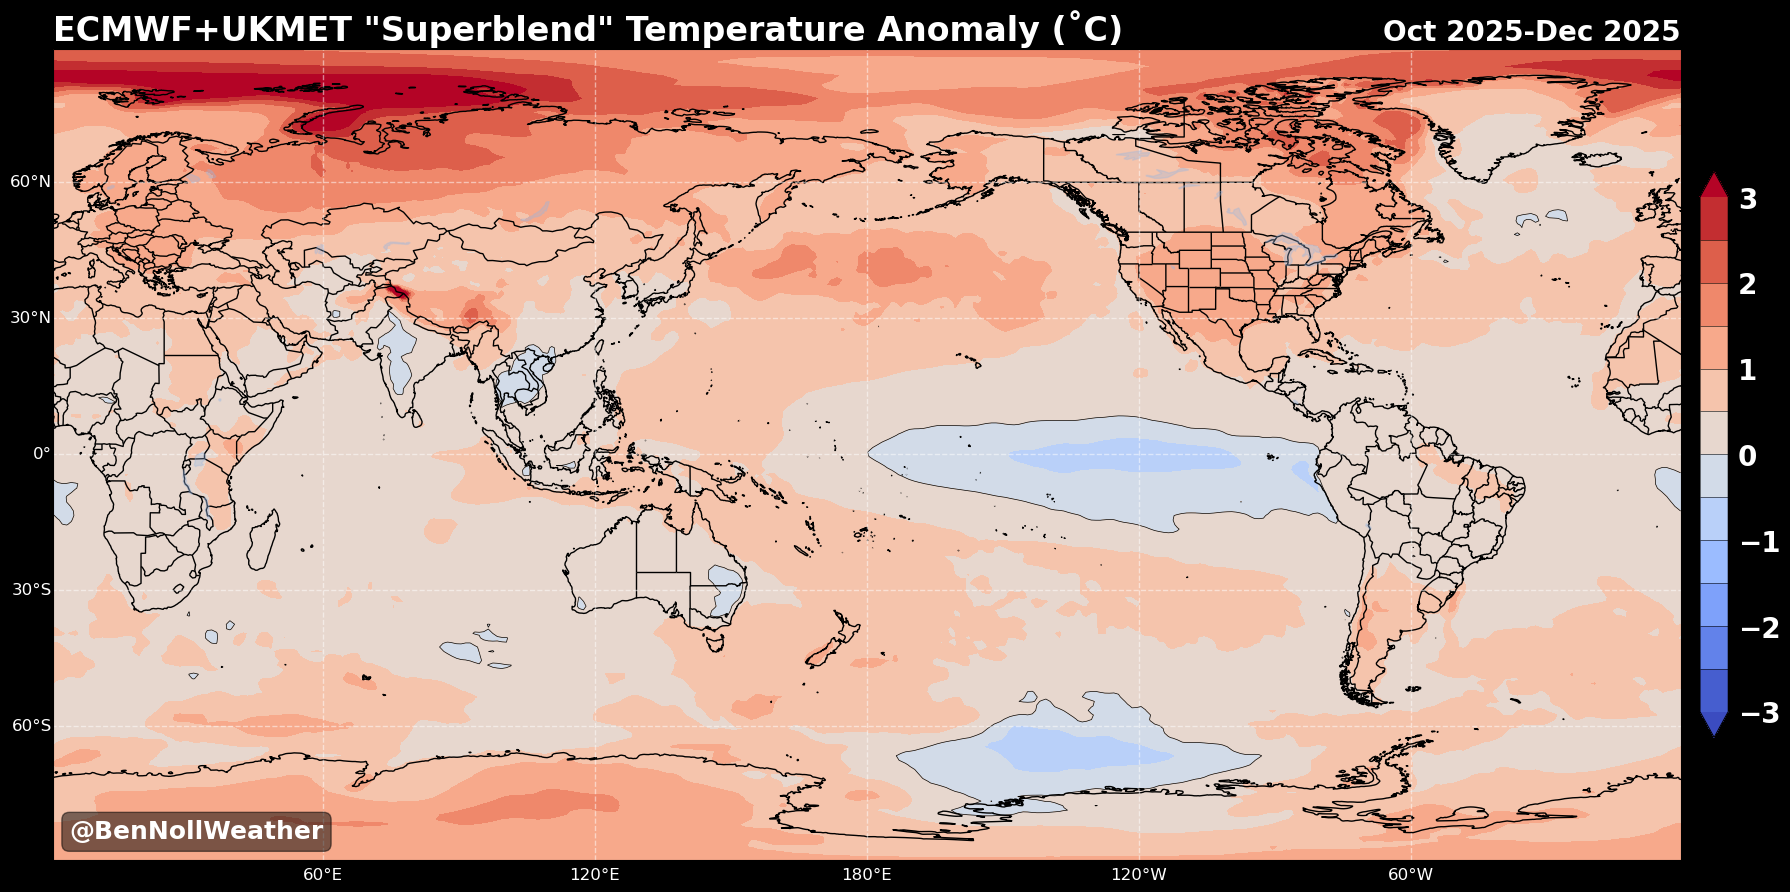 ECMWF+UKMET "Superblend" Temperature Anomaly (˚C)
Oct 2025-Dec 2025
60°N
30°N
0°
30°S
60°S
60°E
120°E
180°E
120°W
60°W
3
2
1
0
−1
−2
−3
@BenNollWeather